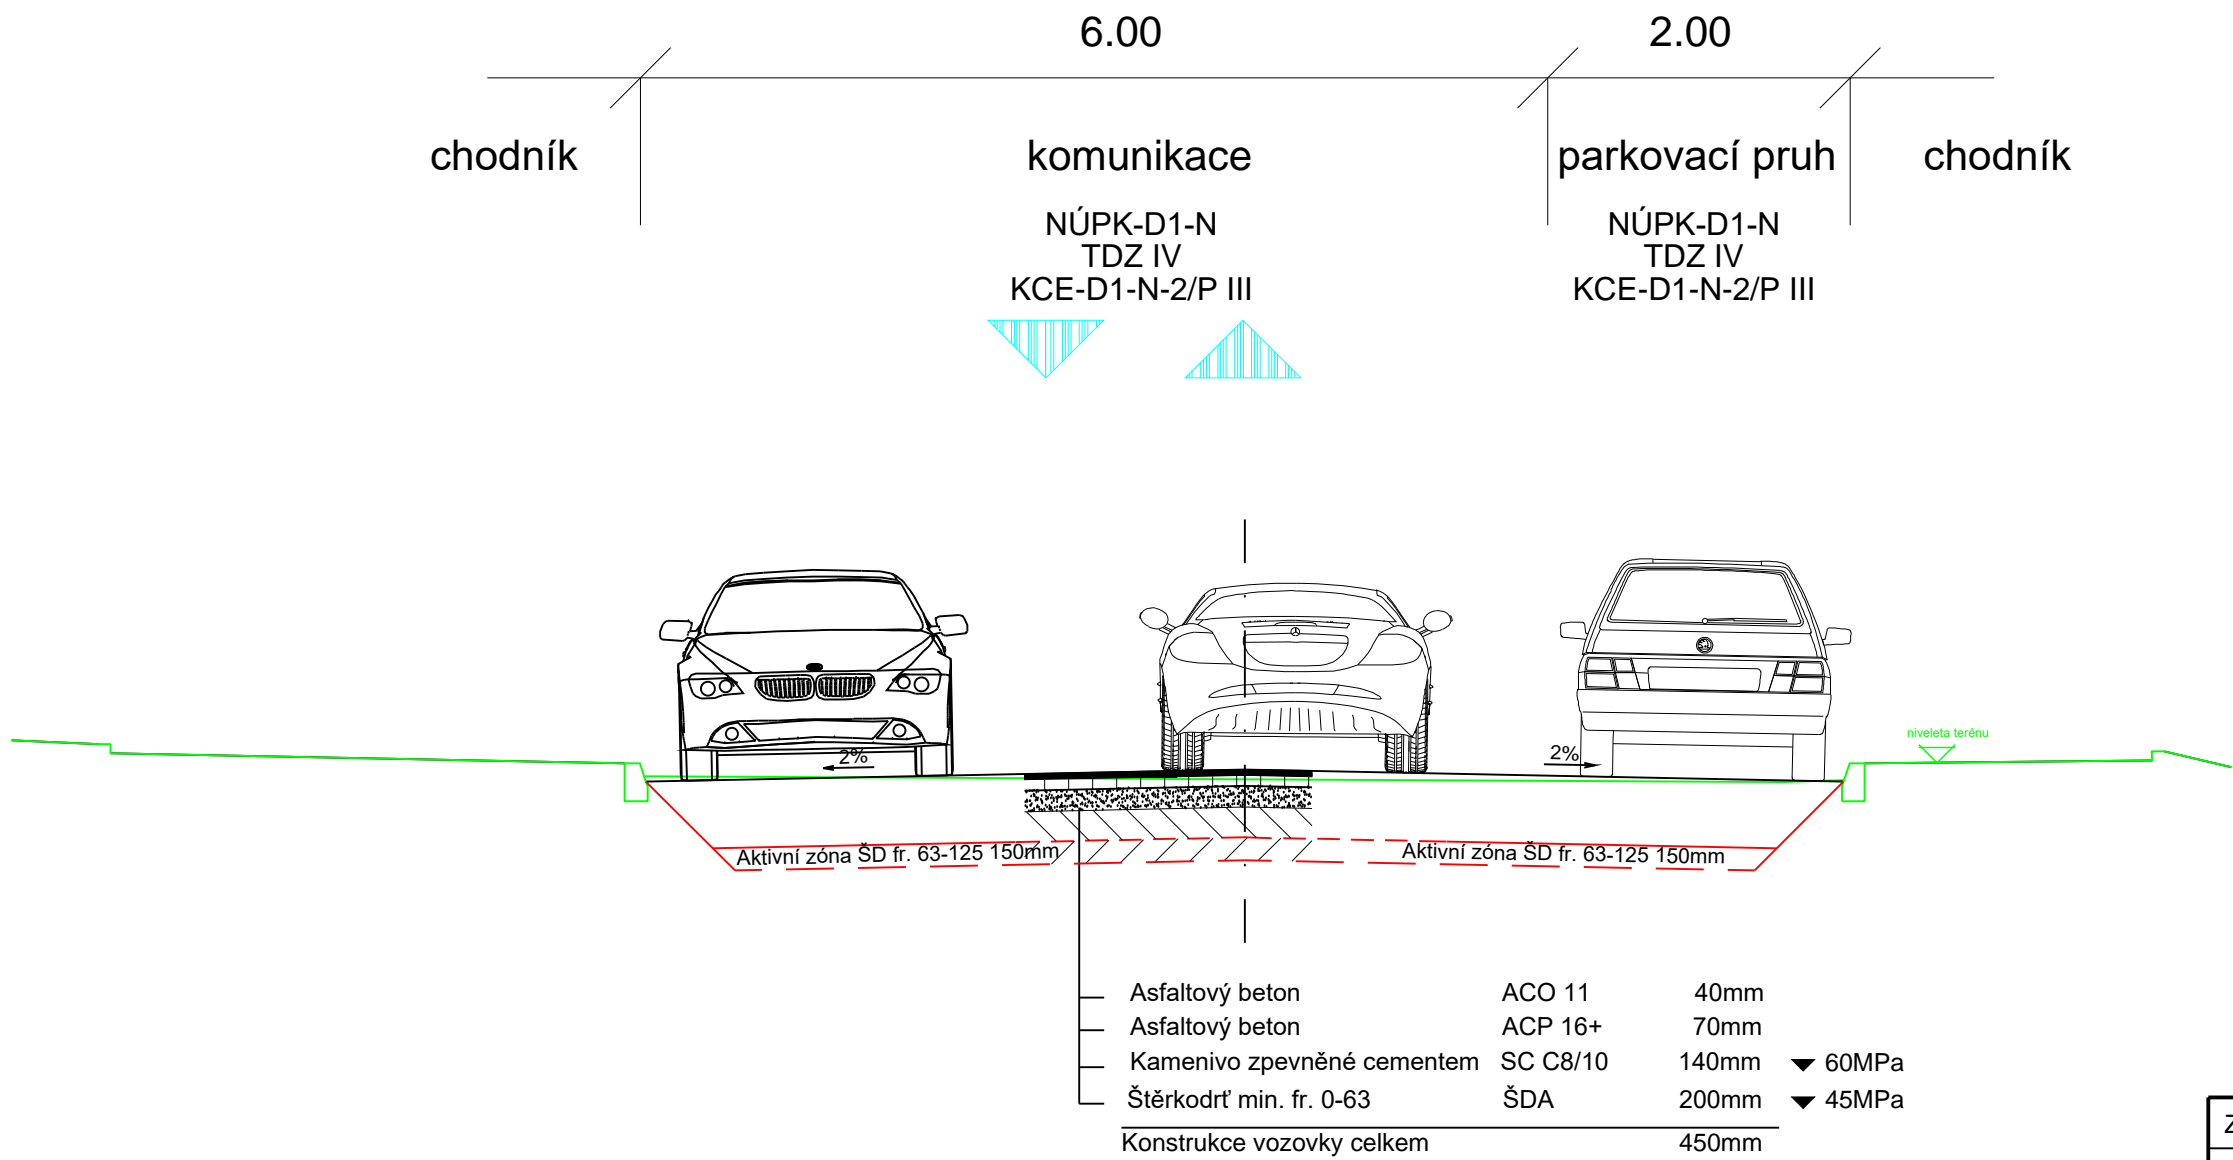 6.00 2.00
chodník komunikace parkovací pruh chodník
NÚPK-D1-N NÚPK-D1-N
TDZ IV TDZ IV
KCE-D1-N-2/P III KCE-D1-N-2/P III
niveleta terénu
2% 2%
Aktivní zóna ŠD fr. 63-125 150mm Aktivní zóna ŠD fr. 63-125 150mm
Asfaltový beton ACO 11 40mm
Asfaltový beton ACP 16+ 70mm
Kamenivo zpevněné cementem SC C8/10 140mm 60MPa
Štěrkodrť min. fr. 0-63 ŠDA 200mm 45MPa
Konstrukce vozovky celkem 450mm